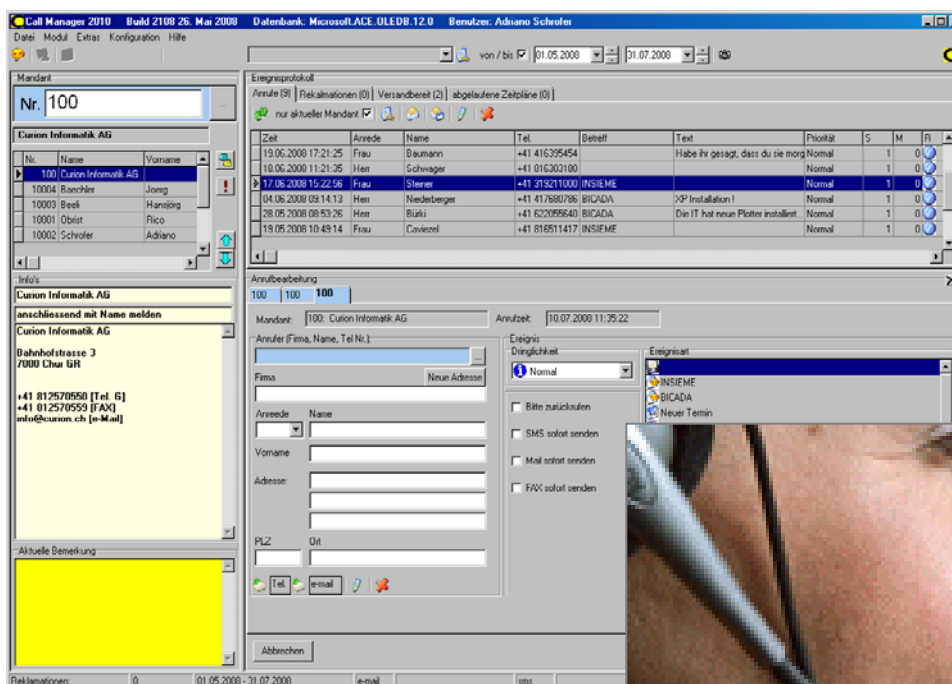 Call Manager 2010 Build 2108 26. Mai 2008 Datenbank: Microsoft.ACE.OLEDB.12.0 Benutzer: Adriano Schrofer
Datei Modul Extras Konfiguration Hilfe
von / bis 01.05.2008 31.07.2008
Mandant
Nr. 100 ...
Curion Informatik AG
Nr. Name Vorname
100 Curion Informatik AG
10004 Baechler Joerg
10003 Beeli Hansjörg
10001 Obrist Rico
10002 Schrofer Adriano
Info's
Curion Informatik AG
anschliessend mit Name melden
Curion Informatik AG
Bahnhofstrasse 3
7000 Chur GR
+41 812570550 [Tel. G]
+41 812570559 [FAX]
info@curion.ch [e-Mail]
Aktuelle Bemerkung
Ereignisprotokoll
Anrufe (9) Rekalmationen (0) Versandbereit (2) abgelaufene Zeitpläne (0)
nur aktueller Mandant
Zeit Anrede Name Tel. Betreff Text Priorität S M R
19.06.2008 17:21:25 Frau Baumann +41 416395454 Habe ihr gesagt, dass du sie morg Normal 1 0
18.06.2008 11:21:35 Herr Schwager +41 816303180 Normal 1 0
17.06.2008 15:22:56 Frau Steiner +41 319211000 INSIEME Normal 1 0
04.06.2008 09:14:13 Herr Niederberger +41 417680786 BICADA XP Installation ! Normal 1 0
28.05.2008 08:53:26 Herr Bürki +41 622055640 BICADA Die IT hat neue Plotter installiert... Normal 1 0
19.05.2008 10:49:14 Frau Caviezel +41 816511417 INSIEME Normal 1 0
Anrufbearbeitung
100 100 100
Mandant: 100: Curion Informatik AG Anrufzeit: 10.07.2008 11:35:22
Anrufer (Firma, Name, Tel Nr.):
...
Firma Neue Adresse
Anreede Name
Vorname
Adresse:
PLZ Ort
Tel. e-mail
Ereignis
Dringlichkeit
Normal
Bitte zurückrufen
SMS sofort senden
Mail sofort senden
FAX sofort senden
Ereignisart
INSIEME
BICADA
Neuer Termin
Abbrechen
Reklamationen: 0 01.05.2008 - 31.07.2008 e-mail sms